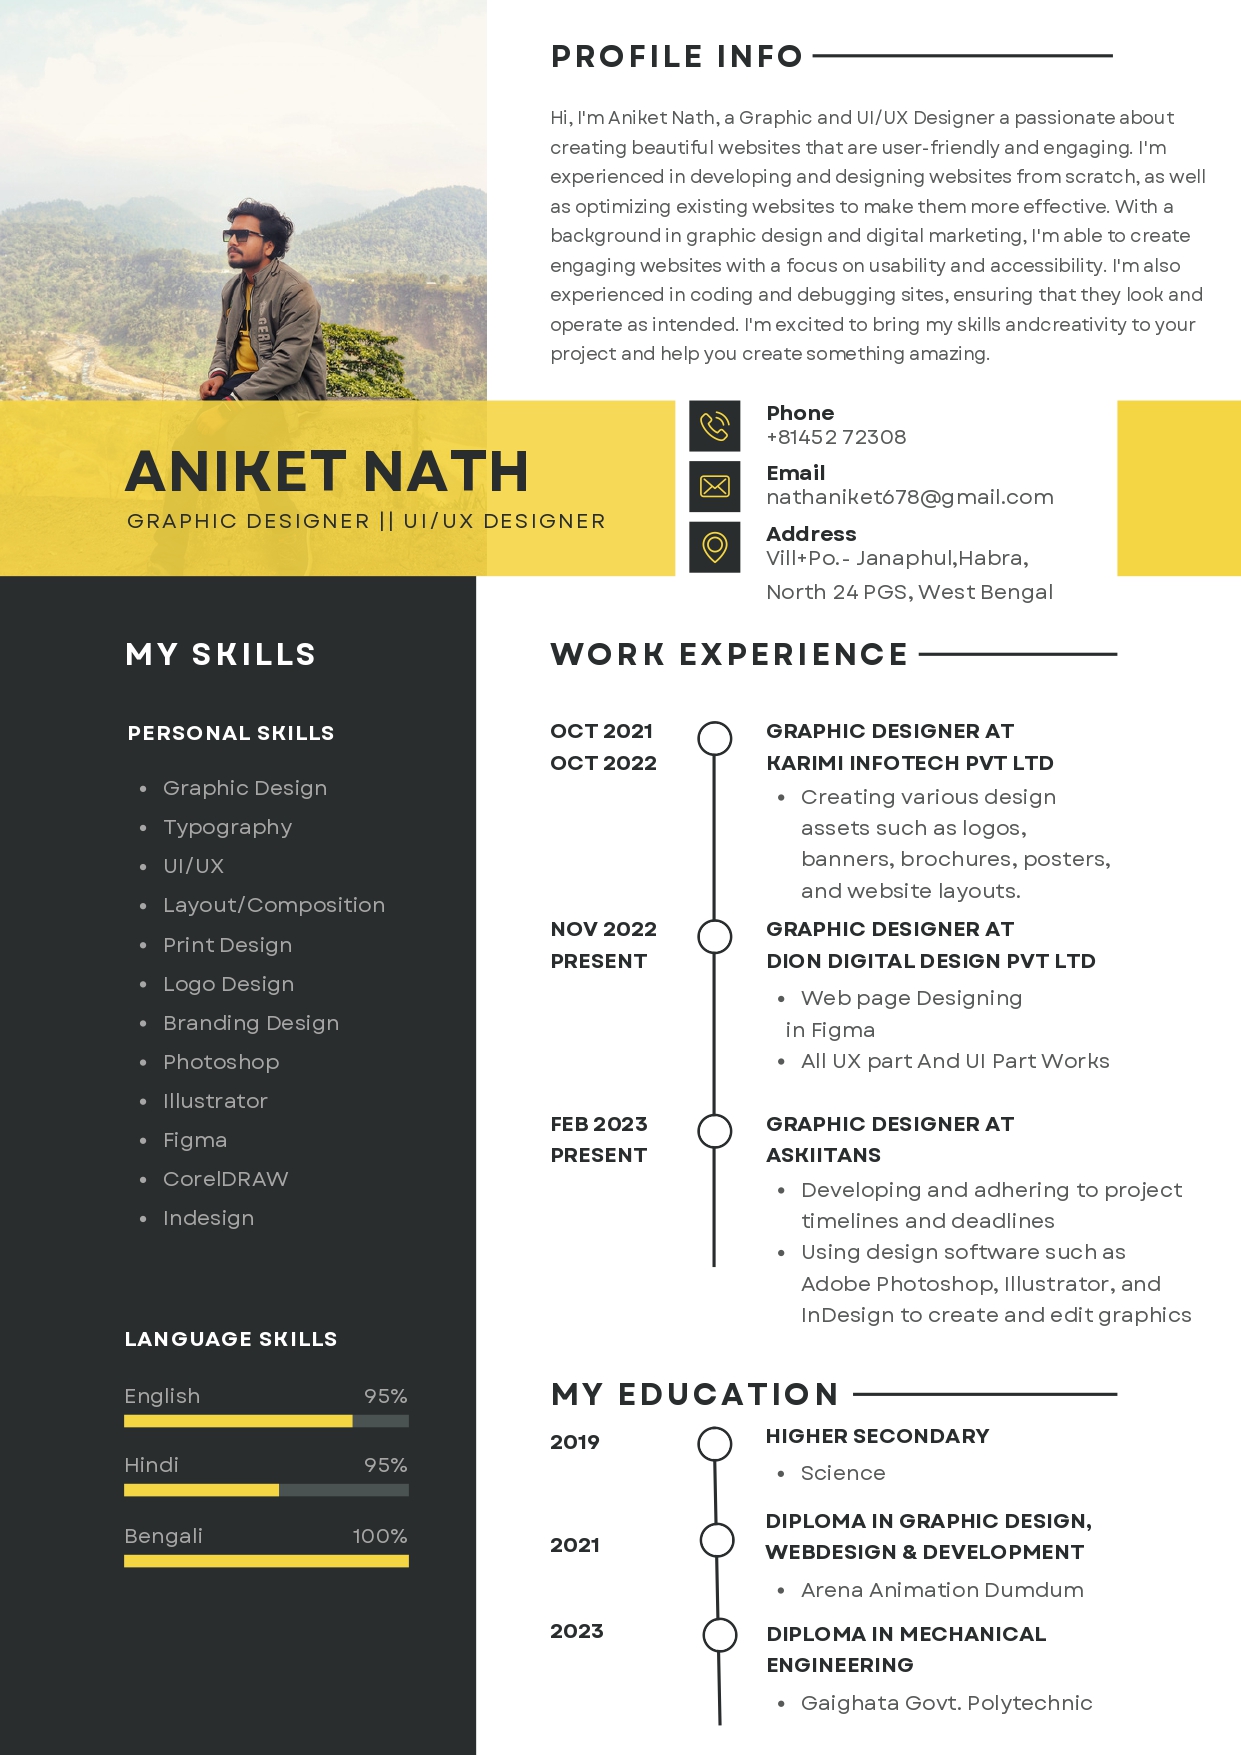 PROFILE INFO
Hi, I'm Aniket Nath, a Graphic and UI/UX Designer a passionate about
creating beautiful websites that are user-friendly and engaging. I'm
experienced in developing and designing websites from scratch, as well
as optimizing existing websites to make them more effective. With a
background in graphic design and digital marketing, I'm able to create
engaging websites with a focus on usability and accessibility. I'm also
experienced in coding and debugging sites, ensuring that they look and
operate as intended. I'm excited to bring my skills andcreativity to your
project and help you create something amazing.
ANIKET NATH
GRAPHIC DESIGNER || UI/UX DESIGNER
Phone
+81452 72308
Email
nathaniket678@gmail.com
Address
Vill+Po.- Janaphul,Habra,
North 24 PGS, West Bengal
MY SKILLS
PERSONAL SKILLS
• Graphic Design
• Typography
• UI/UX
• Layout/Composition
• Print Design
• Logo Design
• Branding Design
• Photoshop
• Illustrator
• Figma
• CorelDRAW
• Indesign
LANGUAGE SKILLS
English 95%
Hindi 95%
Bengali 100%
WORK EXPERIENCE
OCT 2021
OCT 2022
GRAPHIC DESIGNER AT
KARIMI INFOTECH PVT LTD
• Creating various design
assets such as logos,
banners, brochures, posters,
and website layouts.
NOV 2022
PRESENT
GRAPHIC DESIGNER AT
DION DIGITAL DESIGN PVT LTD
• Web page Designing
in Figma
• All UX part And UI Part Works
FEB 2023
PRESENT
GRAPHIC DESIGNER AT
ASKIITANS
• Developing and adhering to project
timelines and deadlines
• Using design software such as
Adobe Photoshop, Illustrator, and
InDesign to create and edit graphics
MY EDUCATION
2019
HIGHER SECONDARY
• Science
2021
DIPLOMA IN GRAPHIC DESIGN,
WEBDESIGN & DEVELOPMENT
• Arena Animation Dumdum
2023
DIPLOMA IN MECHANICAL
ENGINEERING
• Gaighata Govt. Polytechnic